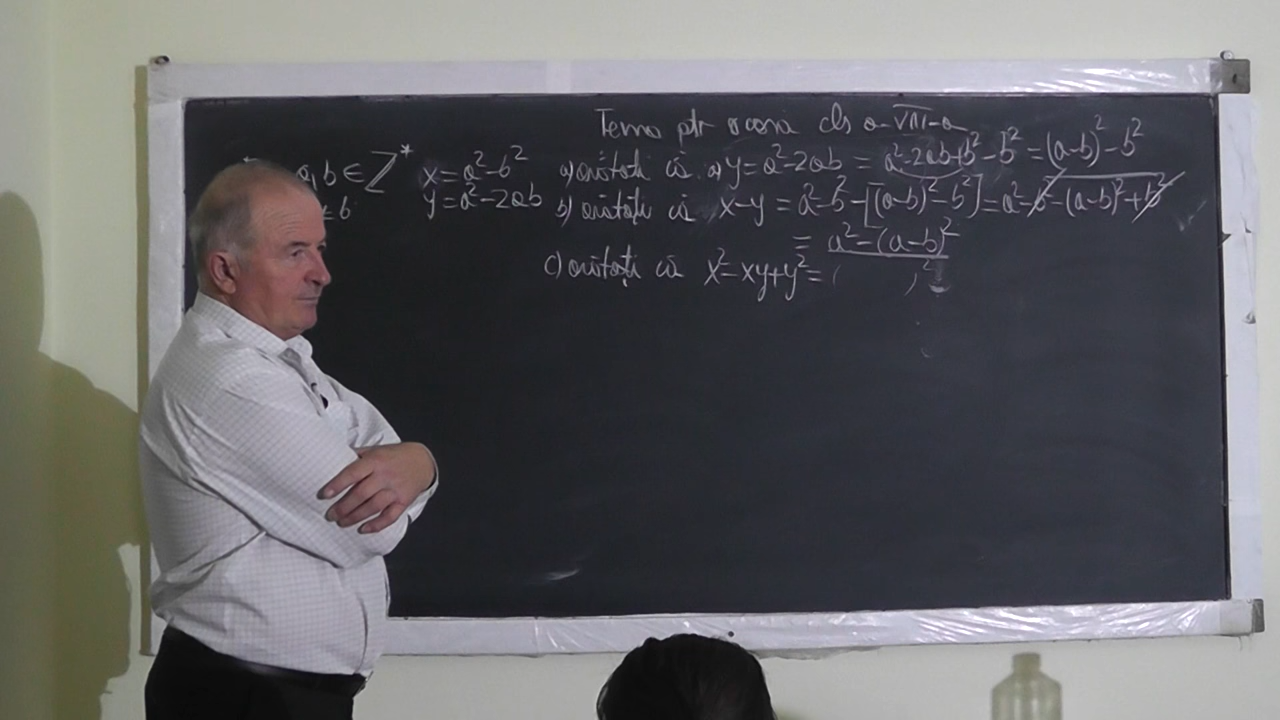 Temă ptr acasă cls a-VIII-a
a,b ∈ ℤ* x=a²-b² a) arătați că a) y=a²-2ab = a²-2ab+b²-b² =(a-b)²-b²
≠b y=a²-2ab b) arătați că x-y = a²-b²-[(a-b)²-b²]=a²-b²-(a-b)²+b²
= a²-(a-b)²
c) arătați că x²-xy+y²=( )²